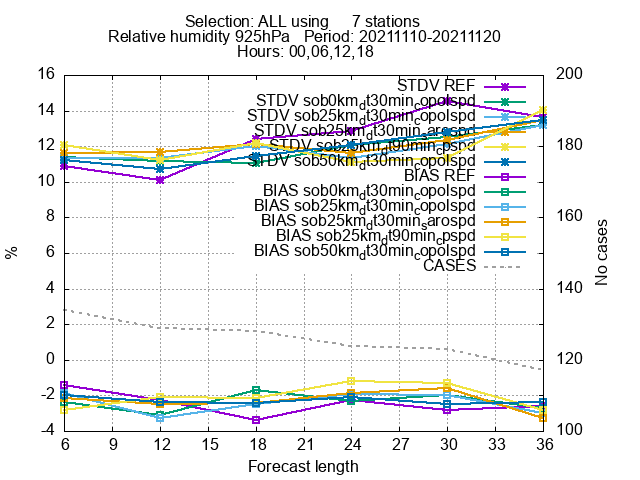 Selection: ALL using 7 stations
Relative humidity 925hPa Period: 20211110-20211120
Hours: 00,06,12,18
16
14
12
10
8
6
4
2
0
-2
-4
%
200
180
160
140
120
100
No cases
STDV REF
STDV sob0km_dt30min_copolspd
STDV sob25km_dt30min_copolspd
STDV sob25km_dt30min_sarospd
STDV sob25km_dt90min_cpspd
STDV sob50km_dt30min_copolspd
BIAS REF
BIAS sob0km_dt30min_copolspd
BIAS sob25km_dt30min_copolspd
BIAS sob25km_dt30min_sarospd
BIAS sob25km_dt90min_cpspd
BIAS sob50km_dt30min_copolspd
CASES
6 9 12 15 18 21 24 27 30 33 36
Forecast length